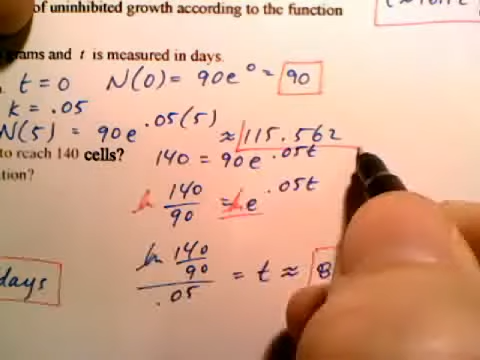 of uninhibited growth according to the function
grams and t is measured in days.
t = 0 N(0) = 90e⁰ = 90
k = .05
N(5) = 90e^.05(5) ≈ 115.562
to reach 140 cells? 140 = 90e^.05t
tion? ln 140/90 = ln e^.05t
days ln 140/90 / .05 = t ≈ 8